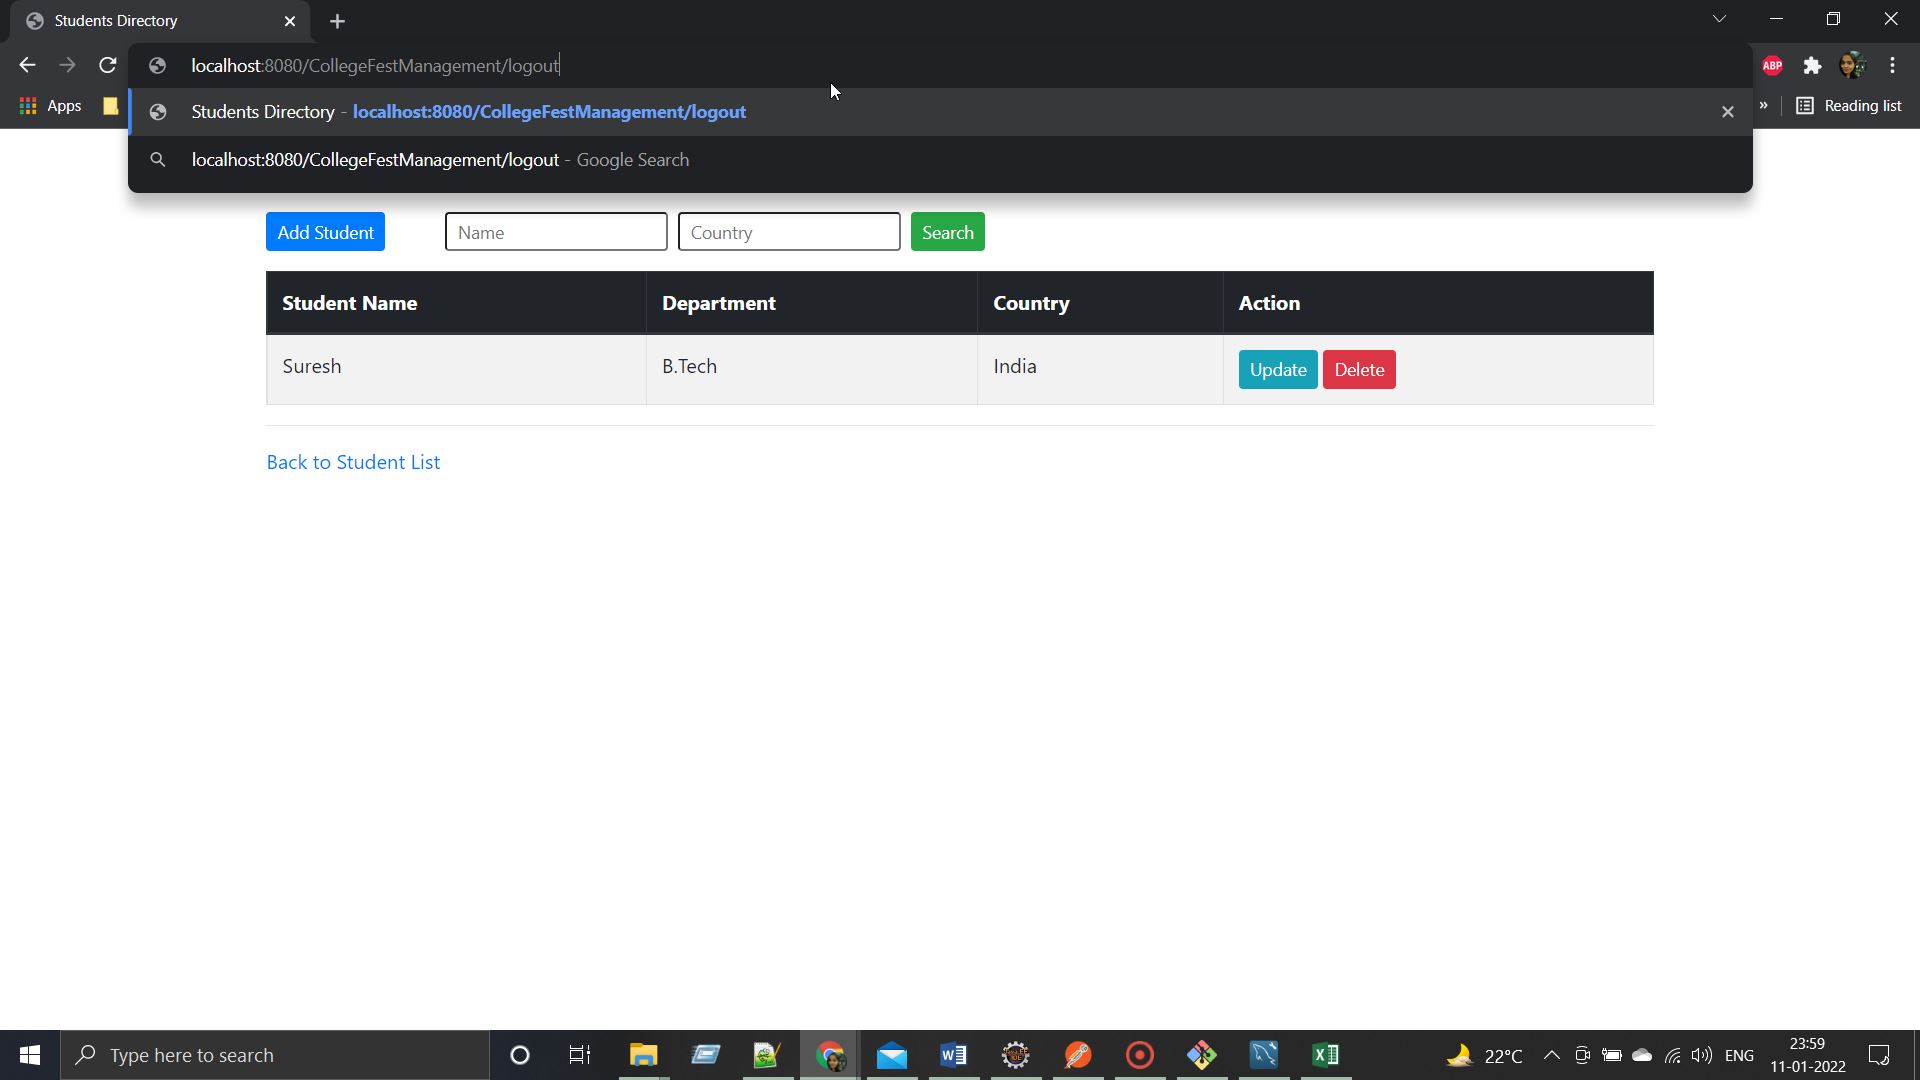 Students Directory
localhost:8080/CollegeFestManagement/logout
ABP
Apps
Students Directory - localhost:8080/CollegeFestManagement/logout
» Reading list
localhost:8080/CollegeFestManagement/logout - Google Search
Add Student Name Country Search
Student Name Department Country Action
Suresh B.Tech India Update Delete
Back to Student List
Type here to search
22°C ENG
23:59
11-01-2022